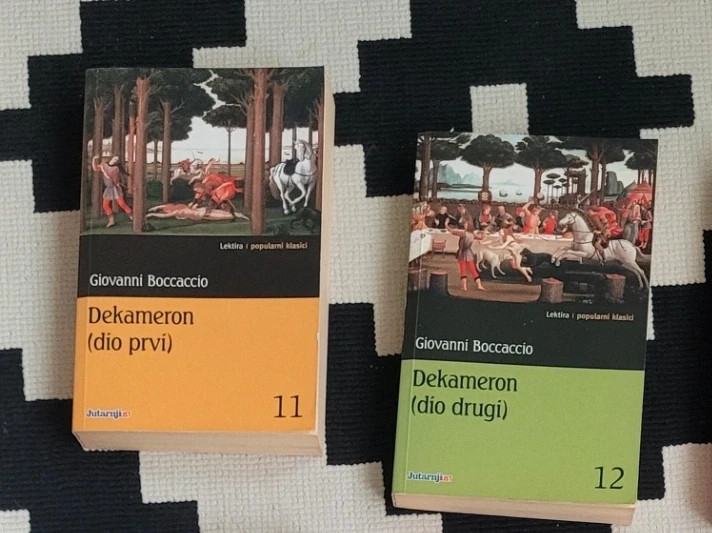 Lektira i popularni klasici
Giovanni Boccaccio
Dekameron
(dio prvi)
Jutarnji
11
Lektira i popularni klasici
Giovanni Boccaccio
Dekameron
(dio drugi)
Jutarnji
12